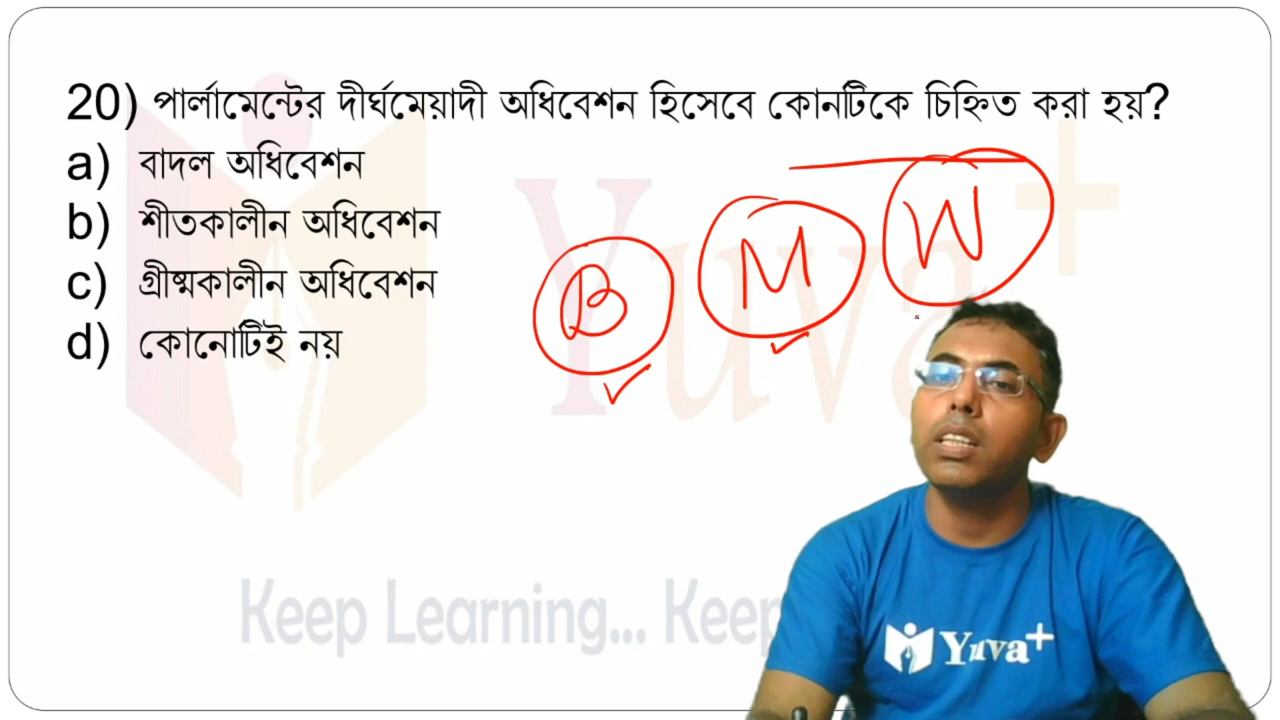 20) পার্লামেন্টের দীর্ঘমেয়াদী অধিবেশন হিসেবে কোনটিকে চিহ্নিত করা হয়?
a) বাদল অধিবেশন
b) শীতকালীন অধিবেশন
c) গ্রীষ্মকালীন অধিবেশন
d) কোনোটিই নয়
B M W
Yuva+
Keep Learning... Keep
Yuva+